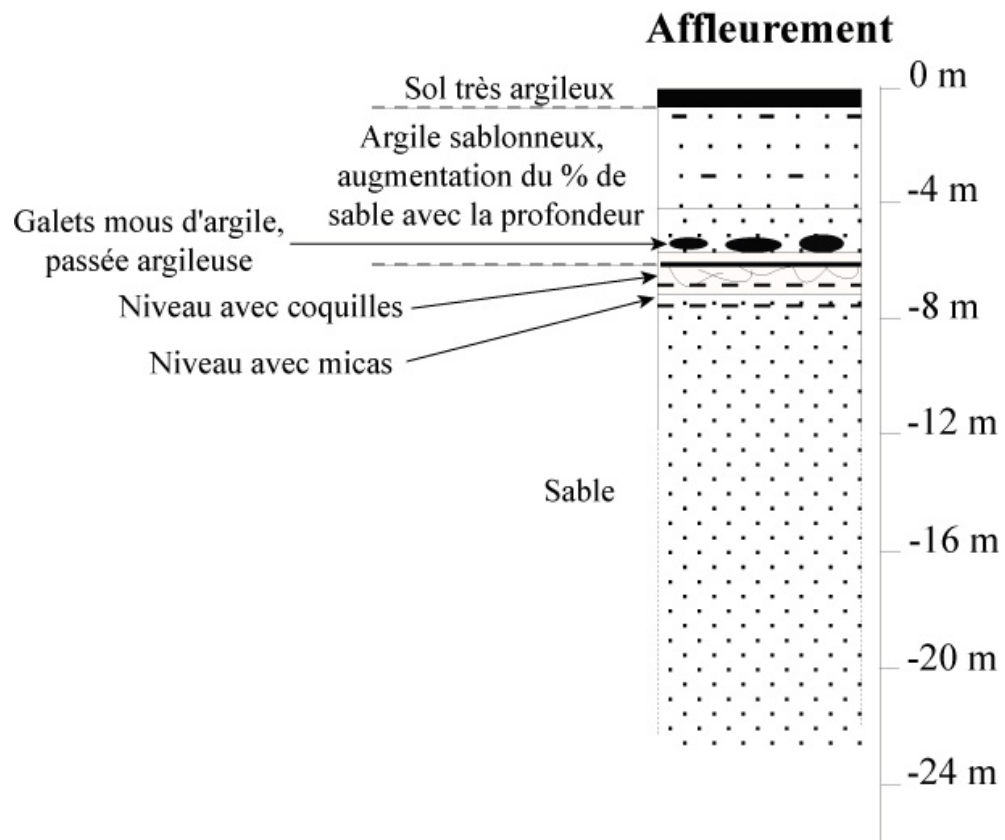 Affleurement
Sol très argileux
Argile sablonneux,
augmentation du % de
sable avec la profondeur
Galets mous d'argile,
passée argileuse
Niveau avec coquilles
Niveau avec micas
Sable
0 m
-4 m
-8 m
-12 m
-16 m
-20 m
-24 m